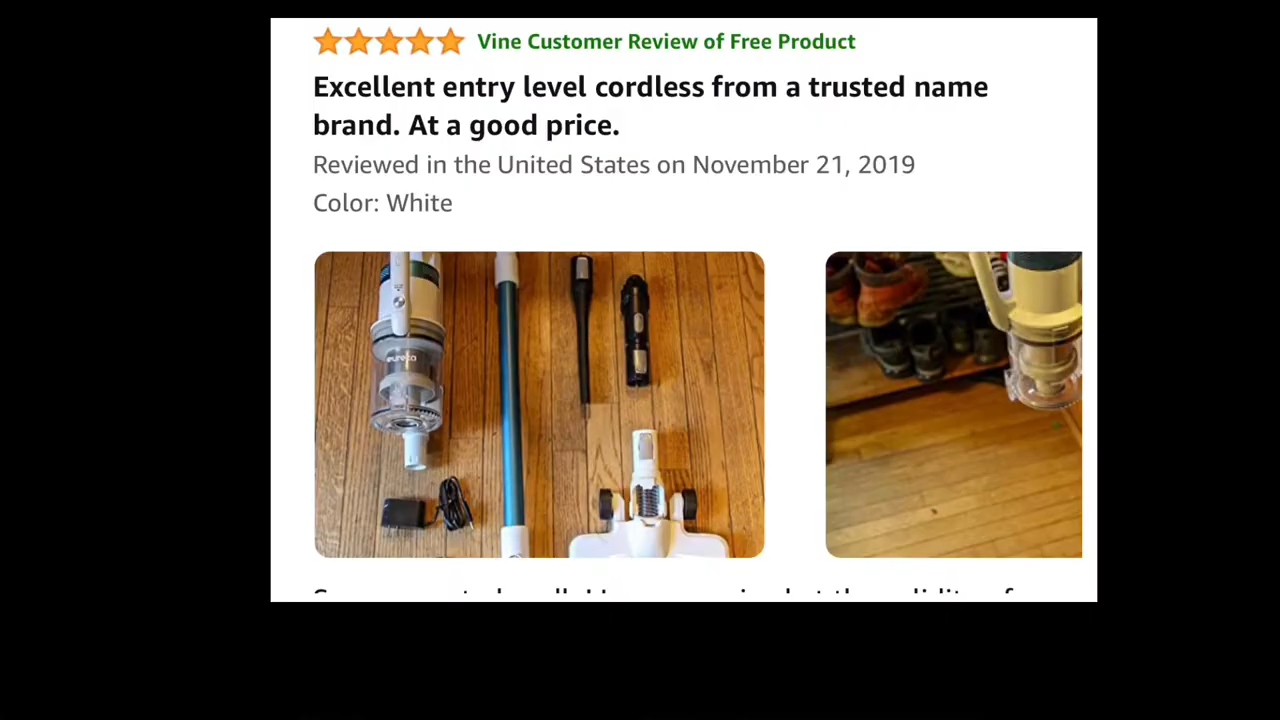 Vine Customer Review of Free Product
Excellent entry level cordless from a trusted name
brand. At a good price.
Reviewed in the United States on November 21, 2019
Color: White
eureka